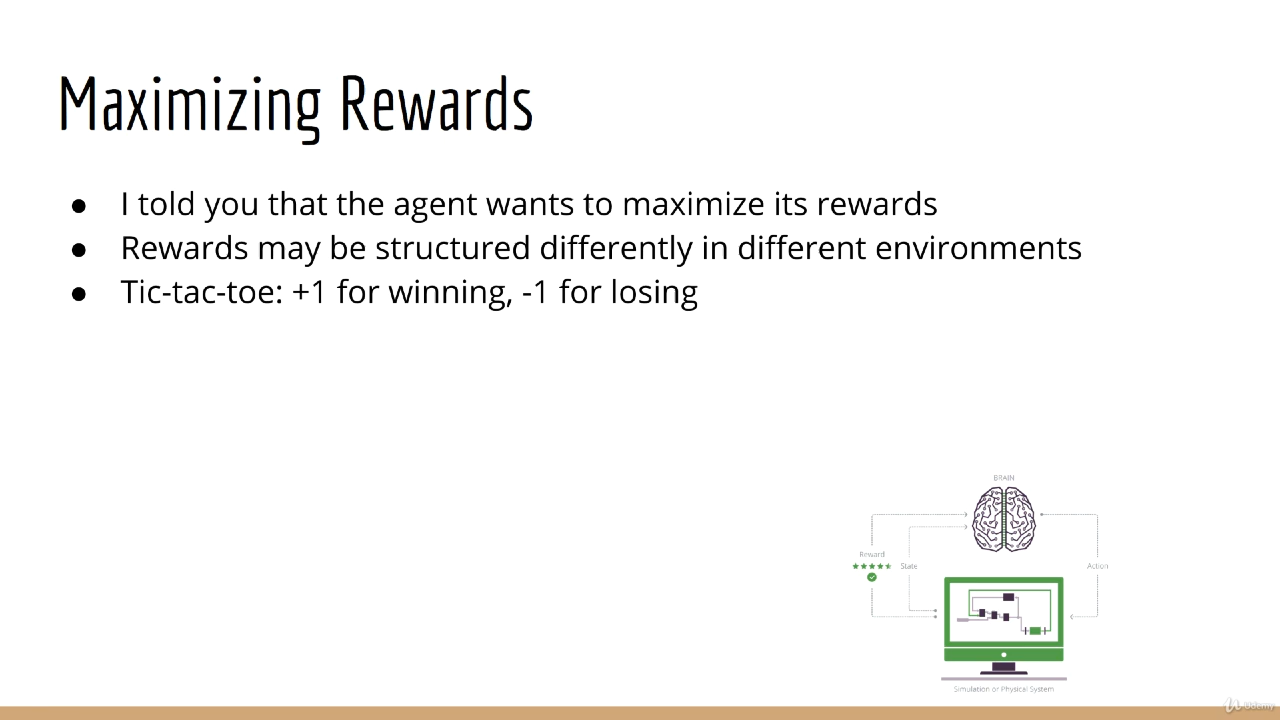 Maximizing Rewards
● I told you that the agent wants to maximize its rewards
● Rewards may be structured differently in different environments
● Tic-tac-toe: +1 for winning, -1 for losing
BRAIN
Reward
State
Action
Simulation or Physical System
Udemy